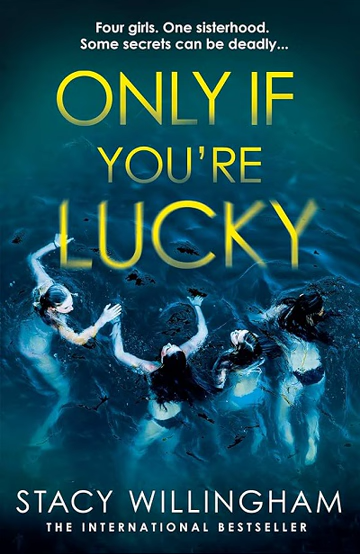 Four girls. One sisterhood.
Some secrets can be deadly...
ONLY IF
YOU'RE
LUCKY
STACY WILLINGHAM
THE INTERNATIONAL BESTSELLER